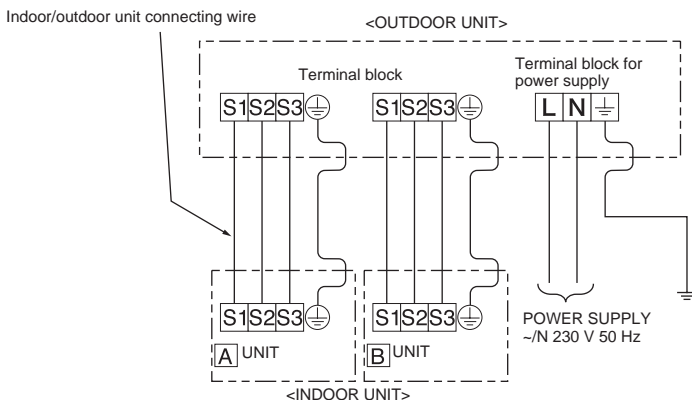 Indoor/outdoor unit connecting wire
<OUTDOOR UNIT>
Terminal block
Terminal block for
power supply
S1 S2 S3
S1 S2 S3
L N
S1 S2 S3
S1 S2 S3
A UNIT
B UNIT
POWER SUPPLY
~/N 230 V 50 Hz
<INDOOR UNIT>